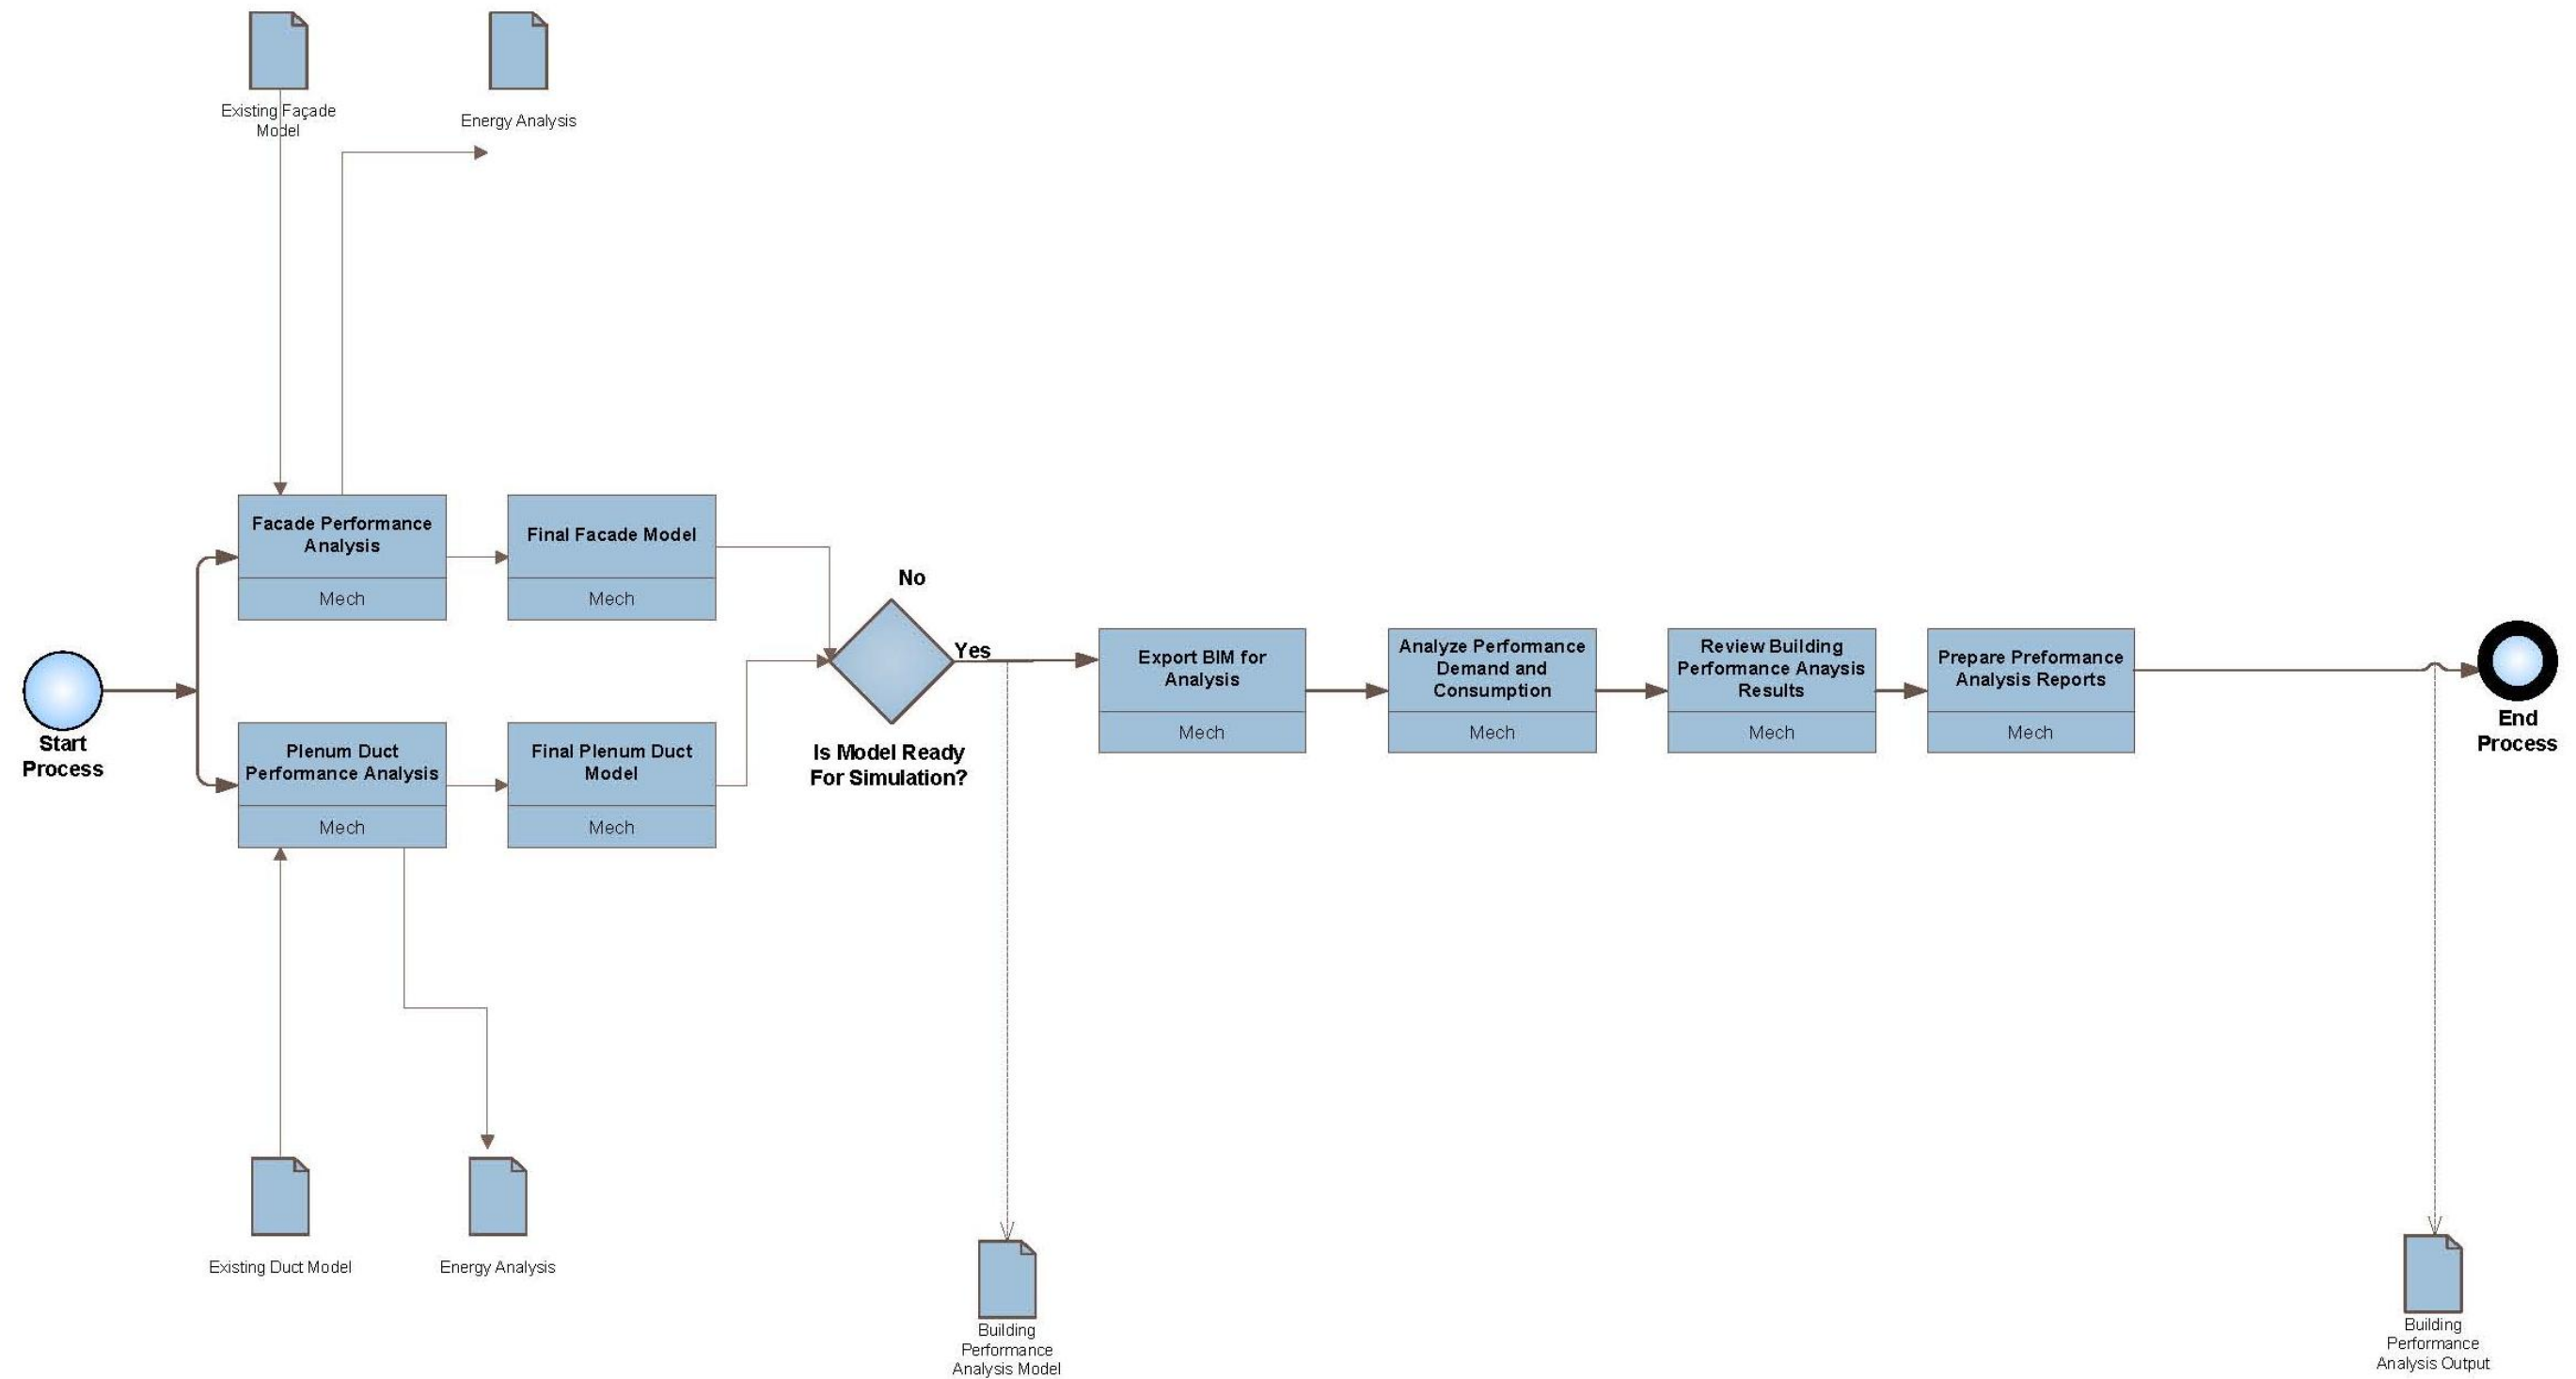 Existing Façade
Model
Energy Analysis
Facade Performance
Analysis
Mech
Final Facade Model
Mech
No
Yes
Is Model Ready
For Simulation?
Start
Process
Plenum Duct
Performance Analysis
Mech
Final Plenum Duct
Model
Mech
Export BIM for
Analysis
Mech
Analyze Performance
Demand and
Consumption
Mech
Review Building
Performance Anaysis
Results
Mech
Prepare Preformance
Analysis Reports
Mech
End
Process
Existing Duct Model
Energy Analysis
Building
Performance
Analysis Model
Building
Performance
Analysis Output